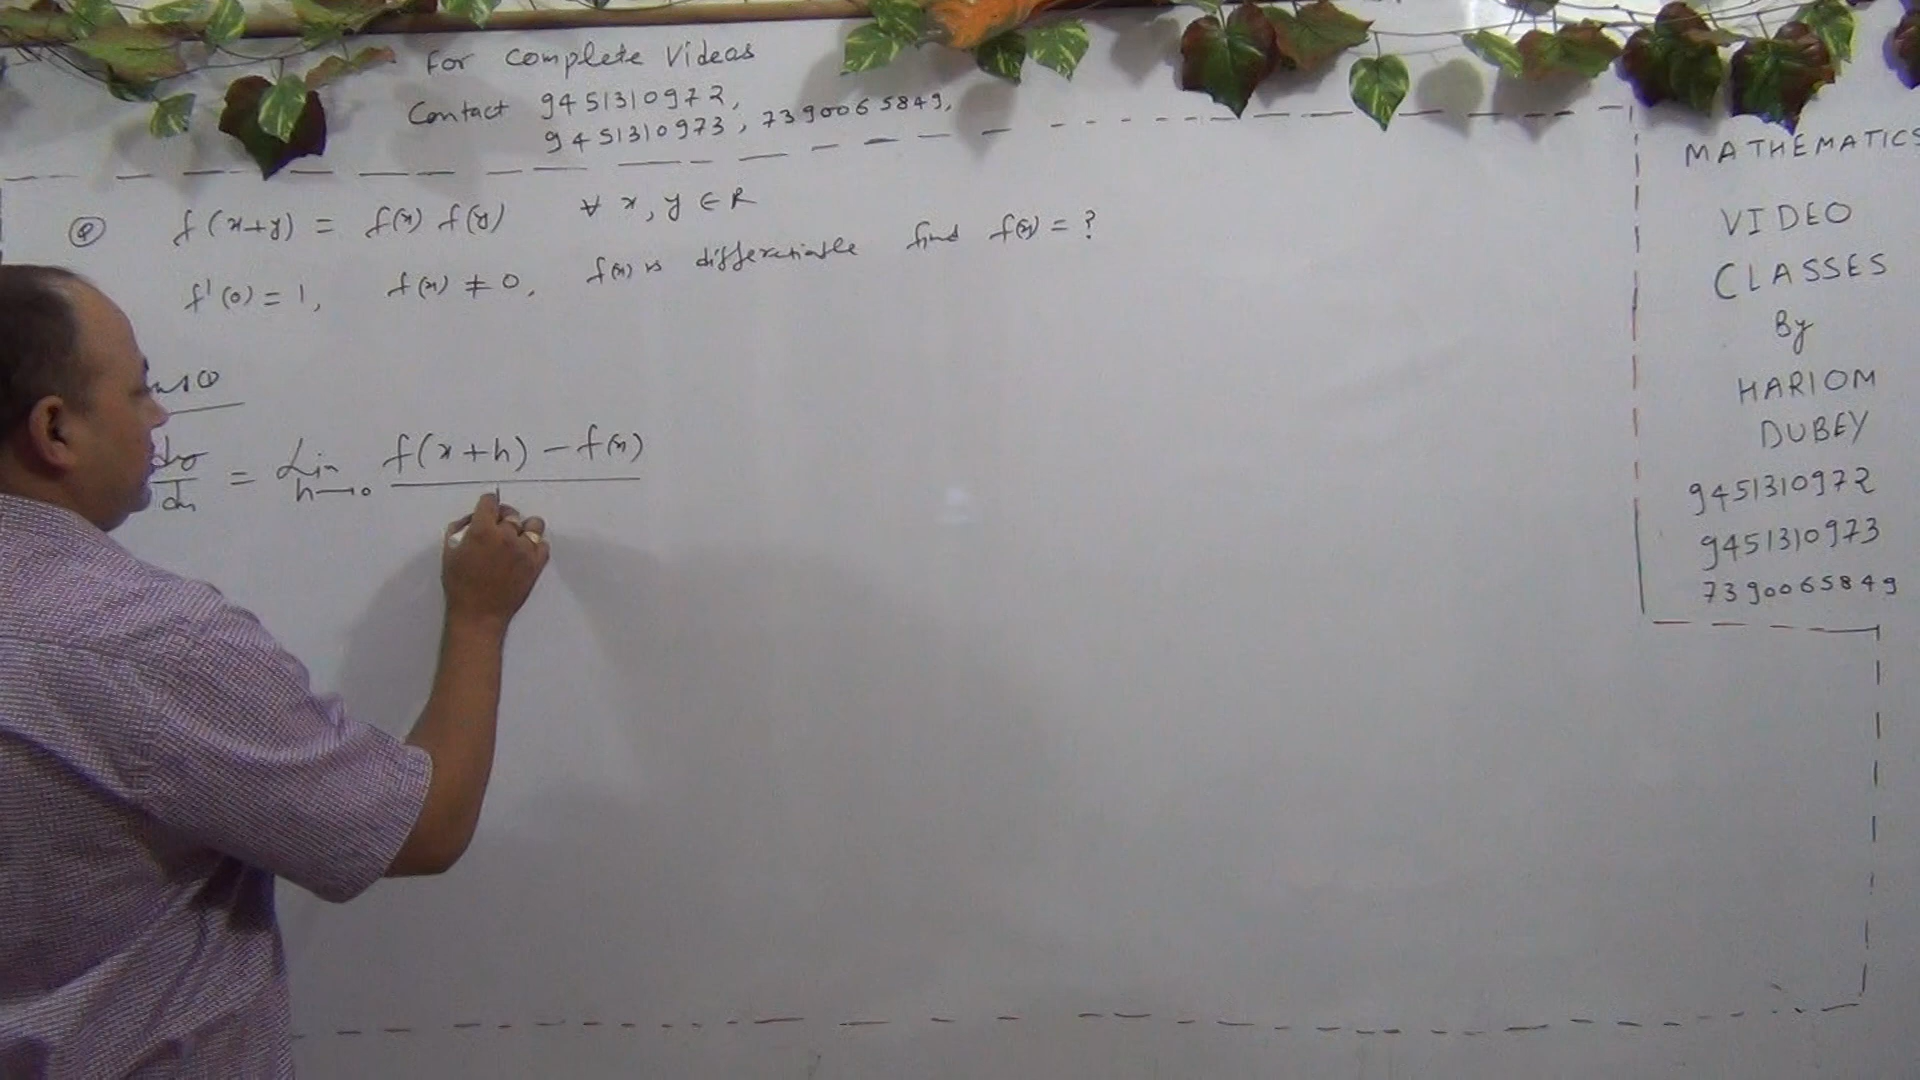 For Complete Videos
Contact 9451310972,
9451310973, 7390065849,
Q f(x+y) = f(x) f(y) ∀ x, y ∈ R
f'(0) = 1, f(x) ≠ 0, f(x) is differentiable find f(x) = ?
= Lim h→0 f(x+h) - f(x)
MATHEMATICS
VIDEO
CLASSES
By
HARIOM
DUBEY
9451310972
9451310973
7390065849